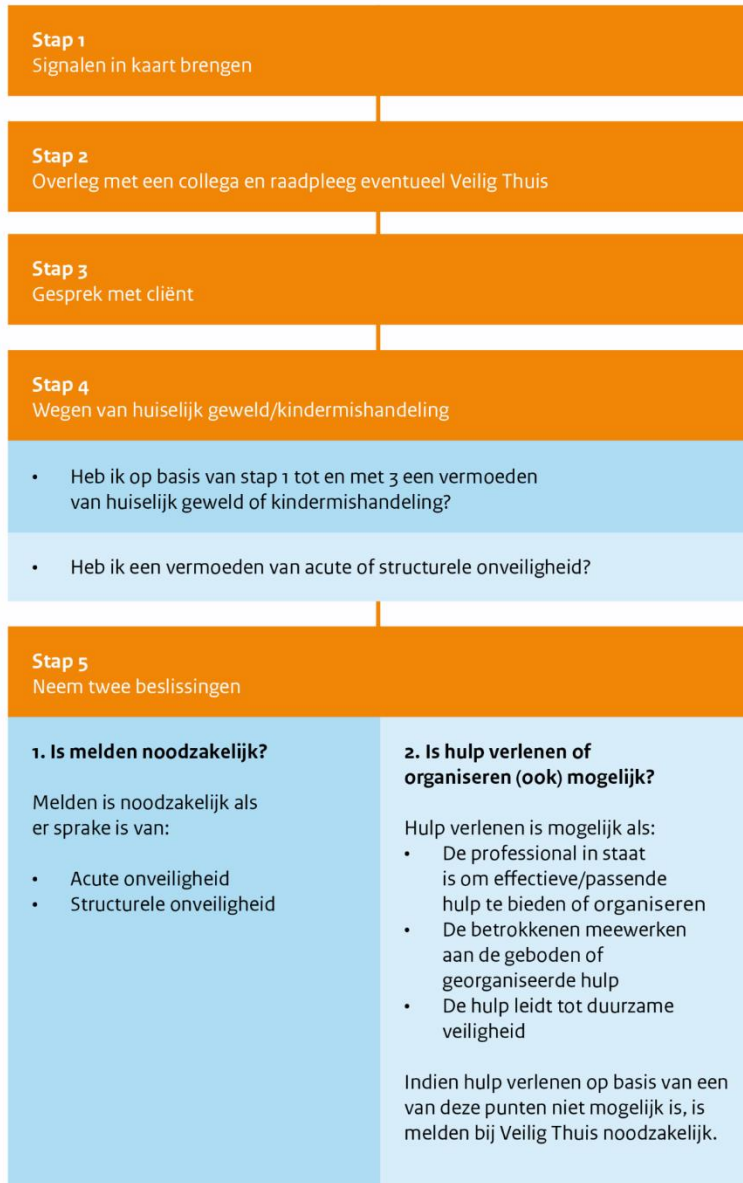 Stap 1
Signalen in kaart brengen
Stap 2
Overleg met een collega en raadpleeg eventueel Veilig Thuis
Stap 3
Gesprek met cliënt
Stap 4
Wegen van huiselijk geweld/kindermishandeling
• Heb ik op basis van stap 1 tot en met 3 een vermoeden
van huiselijk geweld of kindermishandeling?
• Heb ik een vermoeden van acute of structurele onveiligheid?
Stap 5
Neem twee beslissingen
1. Is melden noodzakelijk?
Melden is noodzakelijk als
er sprake is van:
• Acute onveiligheid
• Structurele onveiligheid
2. Is hulp verlenen of
organiseren (ook) mogelijk?
Hulp verlenen is mogelijk als:
• De professional in staat
is om effectieve/passende
hulp te bieden of organiseren
• De betrokkenen meewerken
aan de geboden of
georganiseerde hulp
• De hulp leidt tot duurzame
veiligheid
Indien hulp verlenen op basis van een
van deze punten niet mogelijk is, is
melden bij Veilig Thuis noodzakelijk.